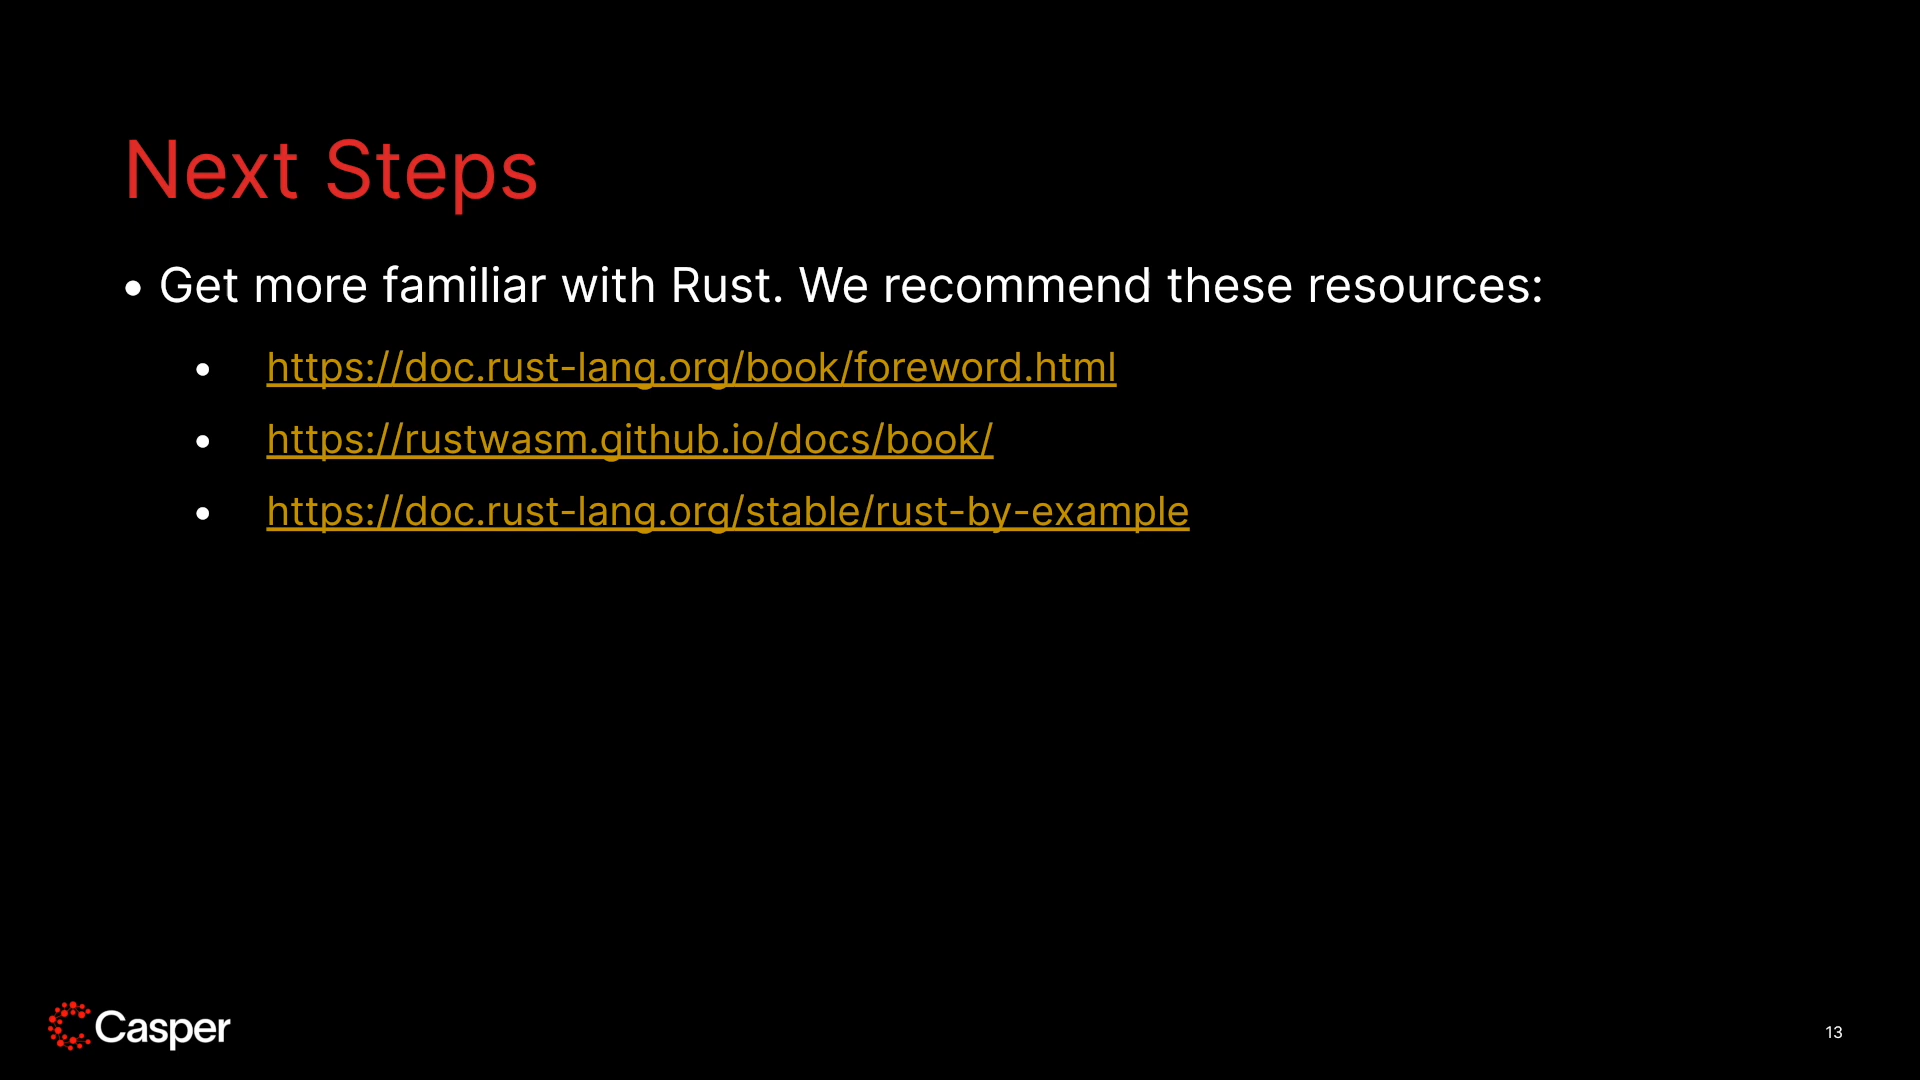 Next Steps
• Get more familiar with Rust. We recommend these resources:
• https://doc.rust-lang.org/book/foreword.html
• https://rustwasm.github.io/docs/book/
• https://doc.rust-lang.org/stable/rust-by-example
Casper
13